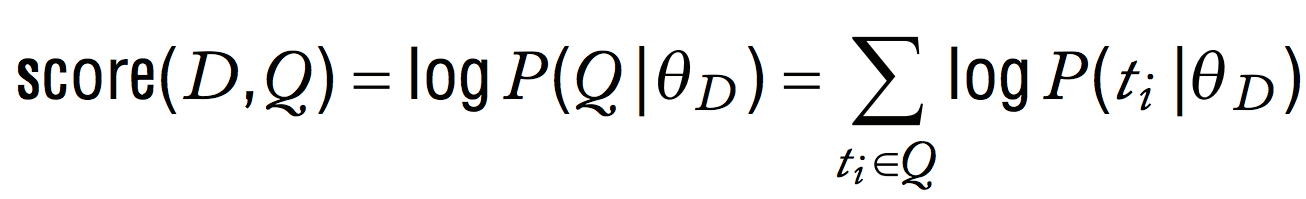 score(D,Q) = log P(Q|θ_D) = ∑_{t_i∈Q} log P(t_i|θ_D)